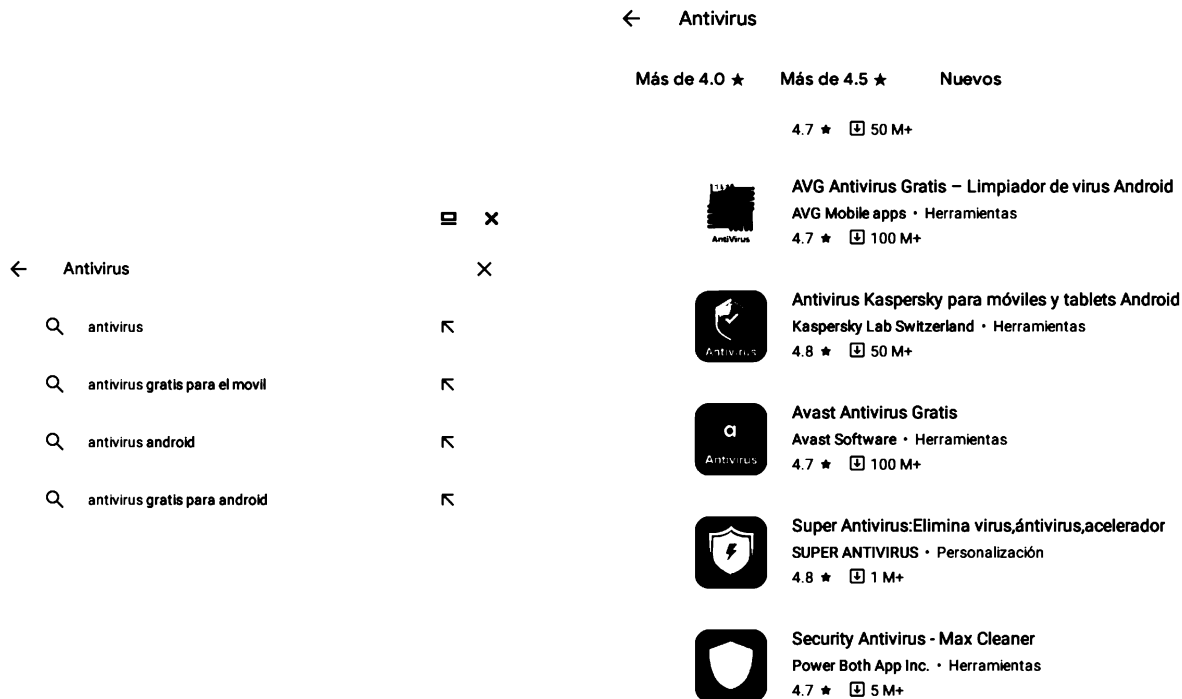 Antivirus
antivirus
antivirus gratis para el movil
antivirus android
antivirus gratis para android
Antivirus
Más de 4.0 ★ Más de 4.5 ★ Nuevos
4.7 ★ 50 M+
AVG Antivirus Gratis – Limpiador de virus Android
AVG Mobile apps • Herramientas
4.7 ★ 100 M+
AntiVirus
Antivirus Kaspersky para móviles y tablets Android
Kaspersky Lab Switzerland • Herramientas
4.8 ★ 50 M+
Antivirus
Avast Antivirus Gratis
Avast Software • Herramientas
4.7 ★ 100 M+
a
Antivirus
Super Antivirus:Elimina virus,ántivirus,acelerador
SUPER ANTIVIRUS • Personalización
4.8 ★ 1 M+
Security Antivirus - Max Cleaner
Power Both App Inc. • Herramientas
4.7 ★ 5 M+